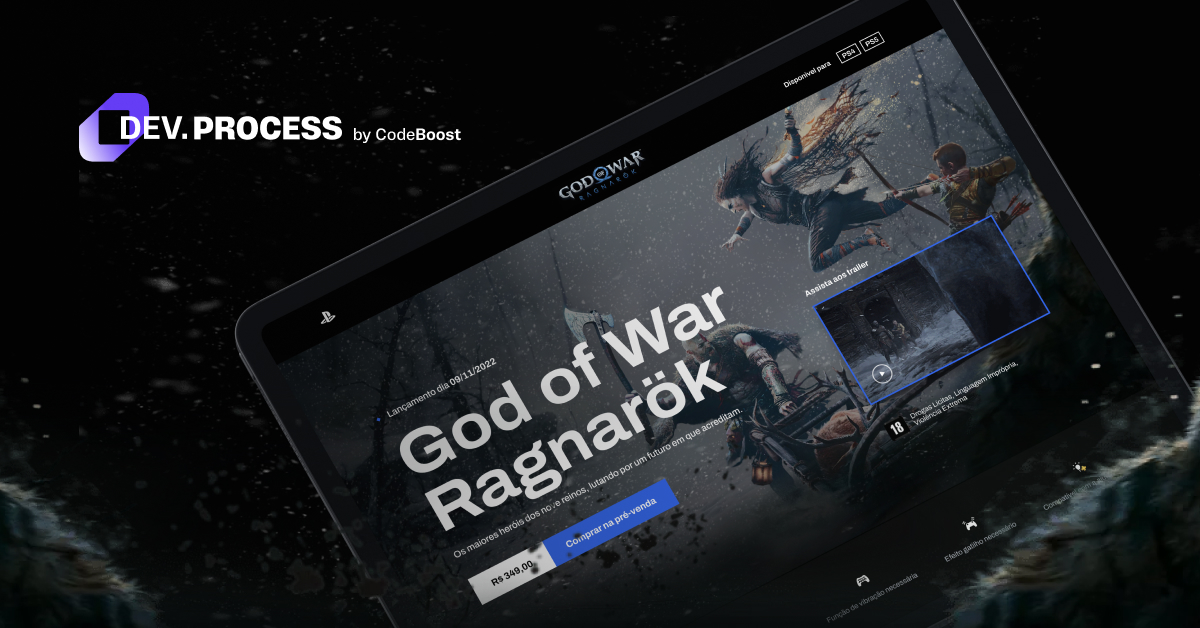 DEV.PROCESS by CodeBoost
Disponível para PS4 PS5
GOD OF WAR
RAGNARÖK
Assista ao trailer
Lançamento dia 09/11/2022
God of War
Ragnarök
Os maiores heróis dos nove reinos, lutando por um futuro em que acreditam.
R$ 349,00
Comprar na pré-venda
18
Drogas Lícitas, Linguagem Imprópria,
Violência Extrema
Função de vibração necessária
Efeito gatilho necessário